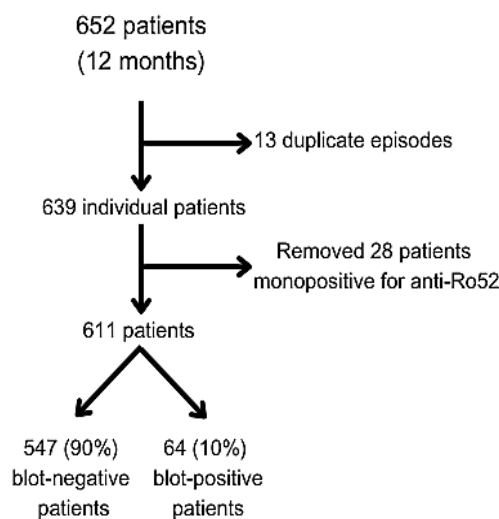 652 patients
(12 months)
13 duplicate episodes
639 individual patients
Removed 28 patients
monopositive for anti-Ro52
611 patients
547 (90%)
blot-negative
patients
64 (10%)
blot-positive
patients